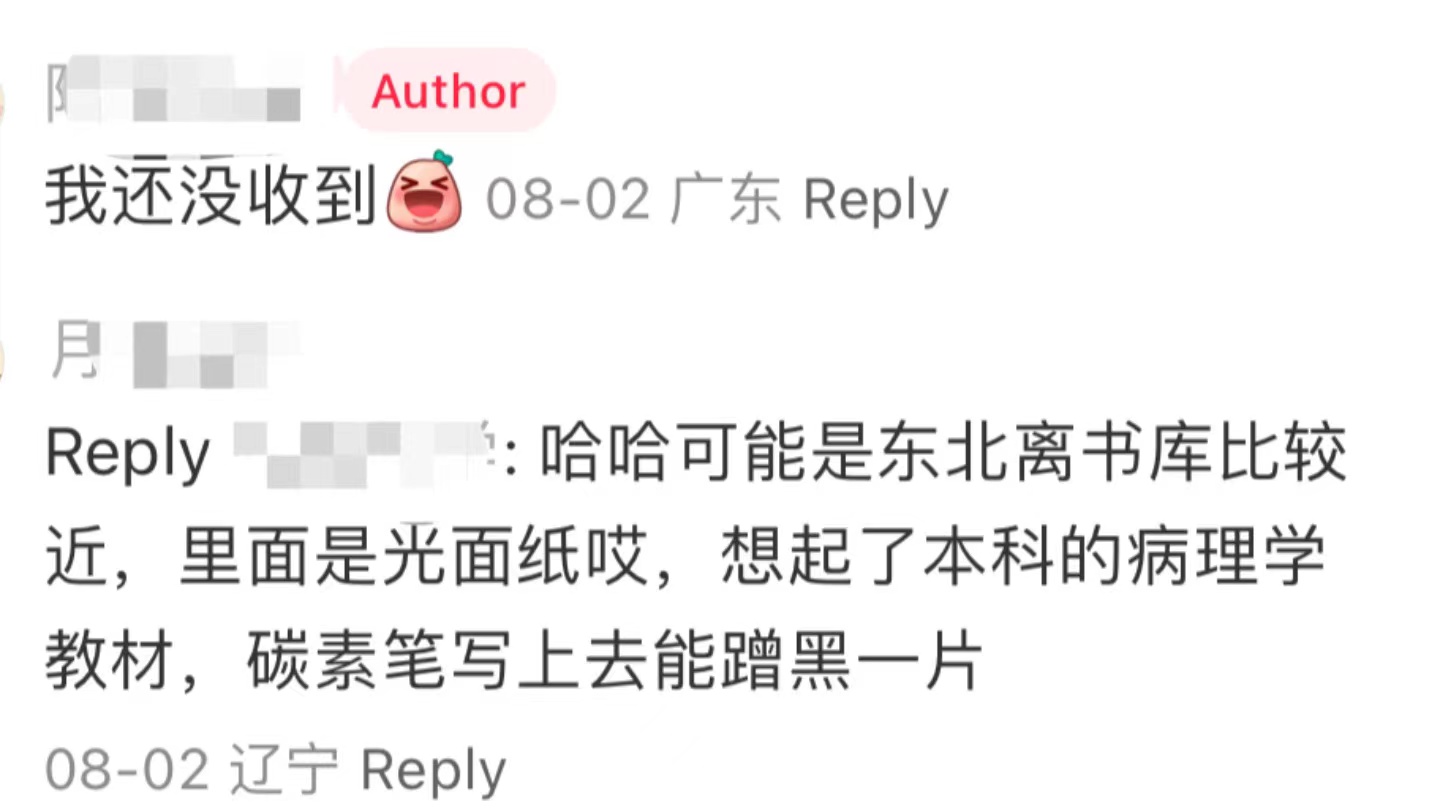 Author
我还没收到 08-02 广东 Reply
月
Reply : 哈哈可能是东北离书库比较
近，里面是光面纸哎，想起了本科的病理学
教材，碳素笔写上去能蹭黑一片
08-02 辽宁 Reply